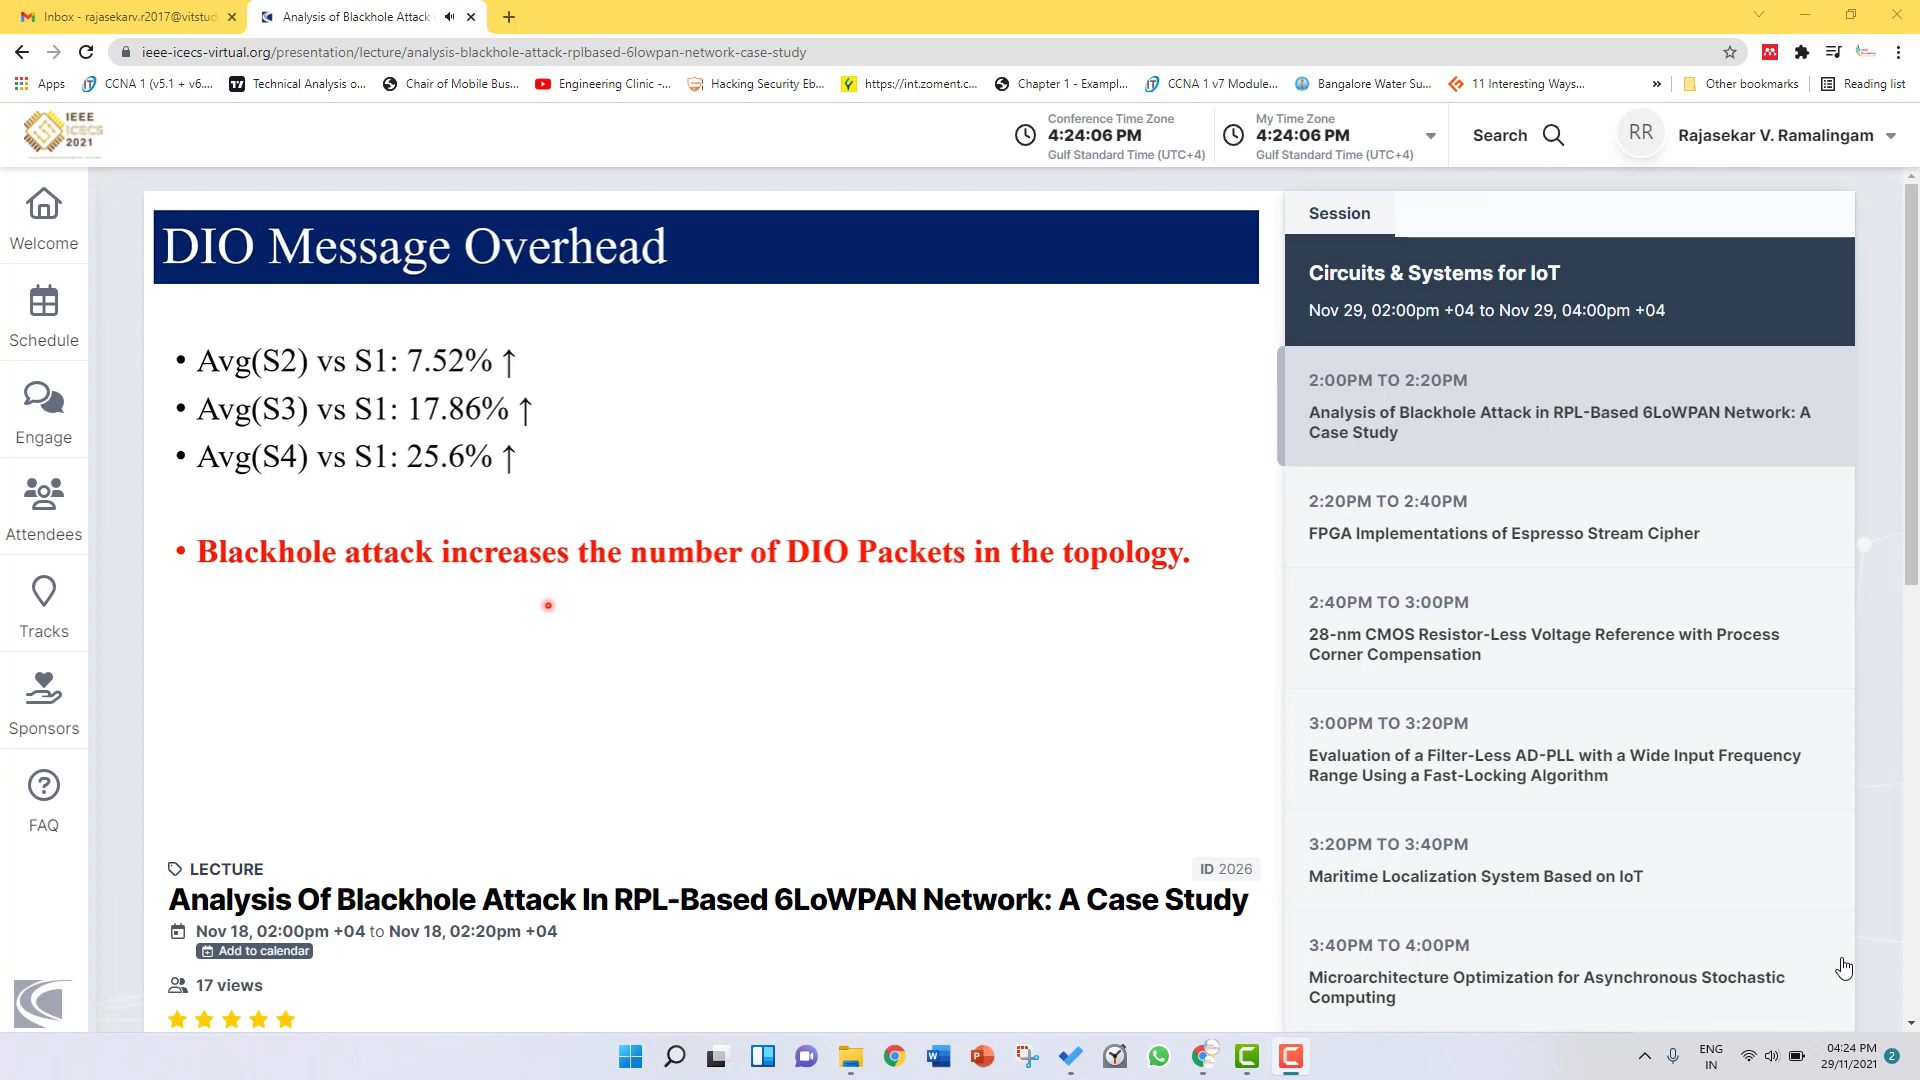 Inbox - rajasekarv.r2017@vitstud
Analysis of Blackhole Attack
ieee-icecs-virtual.org/presentation/lecture/analysis-blackhole-attack-rplbased-6lowpan-network-case-study
Apps
CCNA 1 (v5.1 + v6....
Technical Analysis o...
Chair of Mobile Bus...
Engineering Clinic -...
Hacking Security Eb...
https://int.zoment.c...
Chapter 1 - Exampl...
CCNA 1 v7 Module...
Bangalore Water Su...
11 Interesting Ways...
»
Other bookmarks
Reading list
IEEE
ICECS
2021
Conference Time Zone
4:24:06 PM
Gulf Standard Time (UTC+4)
My Time Zone
4:24:06 PM
Gulf Standard Time (UTC+4)
Search
RR
Rajasekar V. Ramalingam
Welcome
Schedule
Engage
Attendees
Tracks
Sponsors
FAQ
DIO Message Overhead
• Avg(S2) vs S1: 7.52% ↑
• Avg(S3) vs S1: 17.86% ↑
• Avg(S4) vs S1: 25.6% ↑
• Blackhole attack increases the number of DIO Packets in the topology.
LECTURE
ID 2026
Analysis Of Blackhole Attack In RPL-Based 6LoWPAN Network: A Case Study
Nov 18, 02:00pm +04 to Nov 18, 02:20pm +04
Add to calendar
17 views
Session
Circuits & Systems for IoT
Nov 29, 02:00pm +04 to Nov 29, 04:00pm +04
2:00PM TO 2:20PM
Analysis of Blackhole Attack in RPL-Based 6LoWPAN Network: A
Case Study
2:20PM TO 2:40PM
FPGA Implementations of Espresso Stream Cipher
2:40PM TO 3:00PM
28-nm CMOS Resistor-Less Voltage Reference with Process
Corner Compensation
3:00PM TO 3:20PM
Evaluation of a Filter-Less AD-PLL with a Wide Input Frequency
Range Using a Fast-Locking Algorithm
3:20PM TO 3:40PM
Maritime Localization System Based on IoT
3:40PM TO 4:00PM
Microarchitecture Optimization for Asynchronous Stochastic
Computing
ENG
IN
04:24 PM
29/11/2021
2